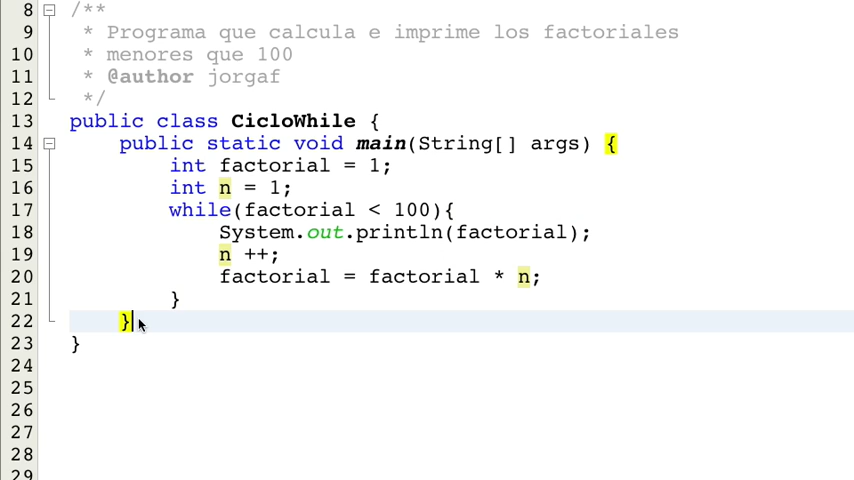 8 /**
9  * Programa que calcula e imprime los factoriales
10  * menores que 100
11  * @author jorgaf
12  */
13 public class CicloWhile {
14     public static void main(String[] args) {
15         int factorial = 1;
16         int n = 1;
17         while(factorial < 100){
18             System.out.println(factorial);
19             n ++;
20             factorial = factorial * n;
21         }
22     }
23 }
24
25
26
27
28
29